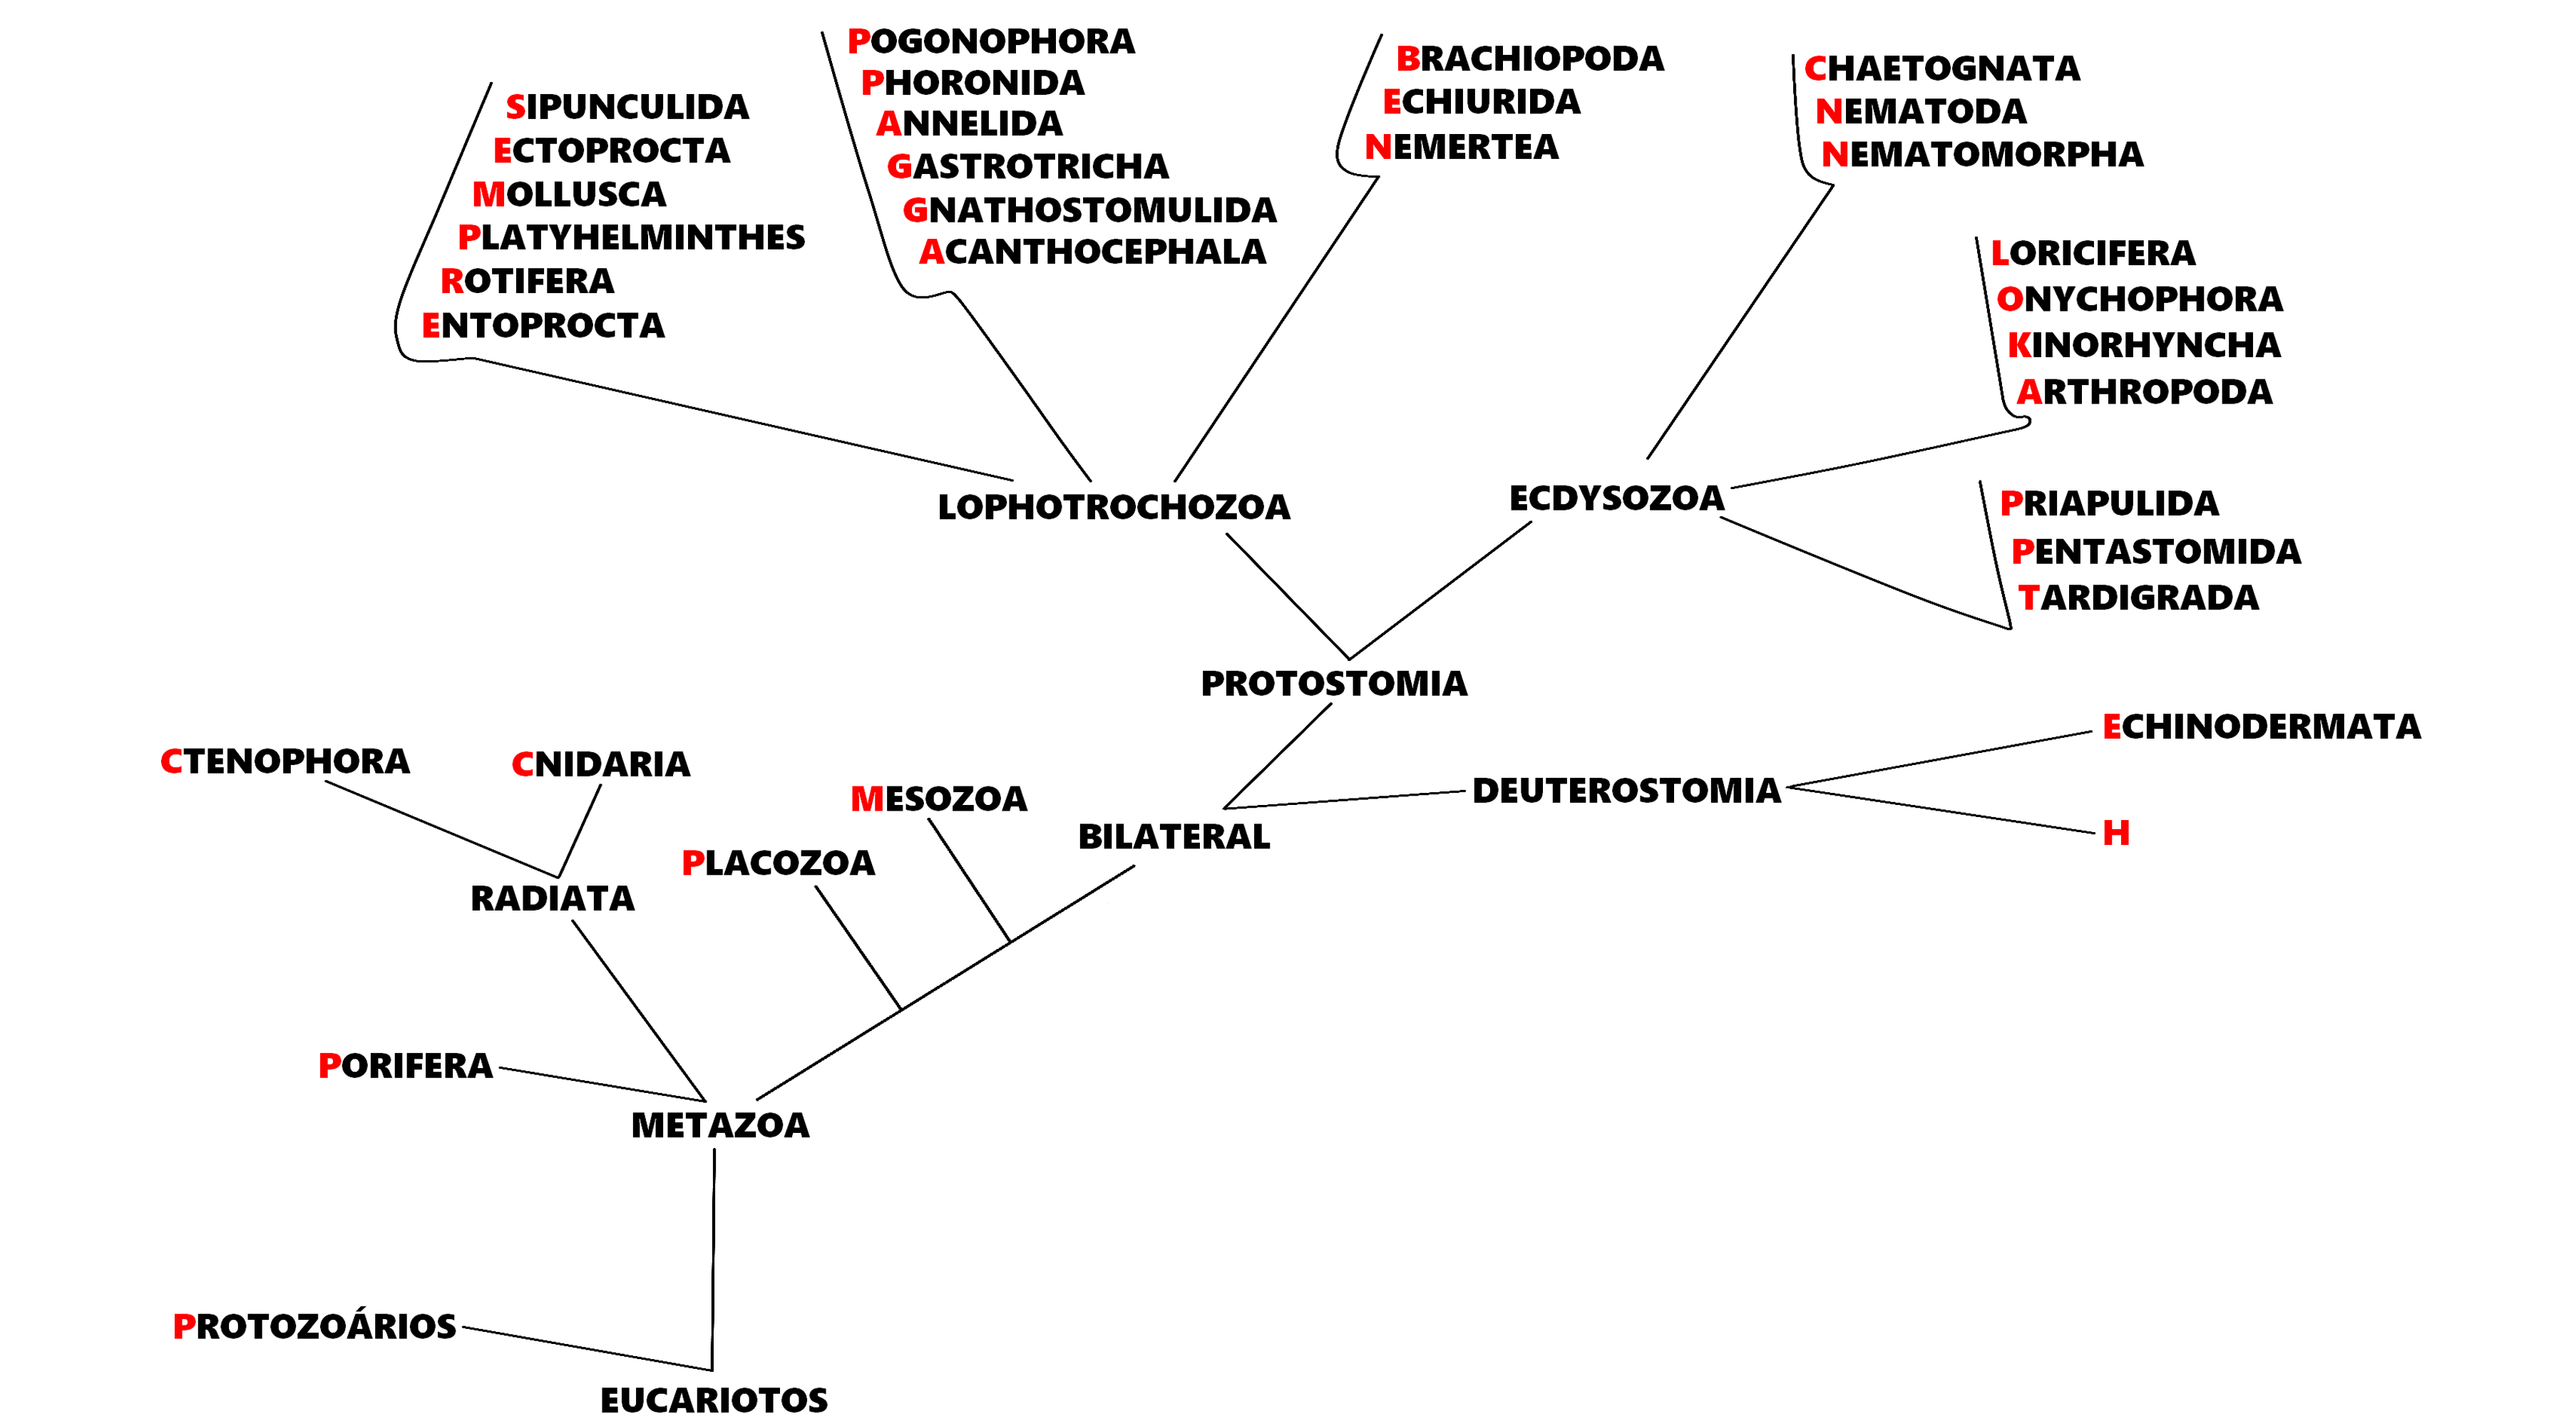 SIPUNCULIDA
ECTOPROCTA
MOLLUSCA
PLATYHELMINTHES
ROTIFERA
ENTOPROCTA
POGONOPHORA
PHORONIDA
ANNELIDA
GASTROTRICHA
GNATHOSTOMULIDA
ACANTHOCEPHALA
BRACHIOPODA
ECHIURIDA
NEMERTEA
CHAETOGNATA
NEMATODA
NEMATOMORPHA
LORICIFERA
ONYCHOPHORA
KINORHYNCHA
ARTHROPODA
LOPHOTROCHOZOA
ECDYSOZOA
PRIAPULIDA
PENTASTOMIDA
TARDIGRADA
PROTOSTOMIA
CTENOPHORA
CNIDARIA
MESOZOA
DEUTEROSTOMIA
ECHINODERMATA
H
BILATERAL
PLACOZOA
RADIATA
PORIFERA
METAZOA
PROTOZOÁRIOS
EUCARIOTOS